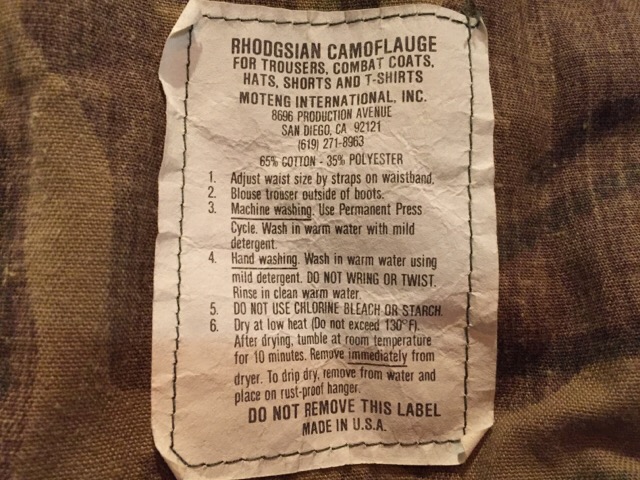 RHODGSIAN CAMOFLAUGE
FOR TROUSERS, COMBAT COATS,
HATS, SHORTS AND T-SHIRTS
MOTENG INTERNATIONAL, INC.
8696 PRODUCTION AVENUE
SAN DIEGO, CA 92121
(619) 271-8963
65% COTTON - 35% POLYESTER
1. Adjust waist size by straps on waistband.
2. Blouse trouser outside of boots.
3. Machine washing. Use Permanent Press
Cycle. Wash in warm water with mild
detergent.
4. Hand washing. Wash in warm water using
mild detergent. DO NOT WRING OR TWIST.
Rinse in clean warm water.
5. DO NOT USE CHLORINE BLEACH OR STARCH.
6. Dry at low heat (Do not exceed 130°F).
After drying, tumble at room temperature
for 10 minutes. Remove immediately from
dryer. To drip dry, remove from water and
place on rust-proof hanger.
DO NOT REMOVE THIS LABEL
MADE IN U.S.A.